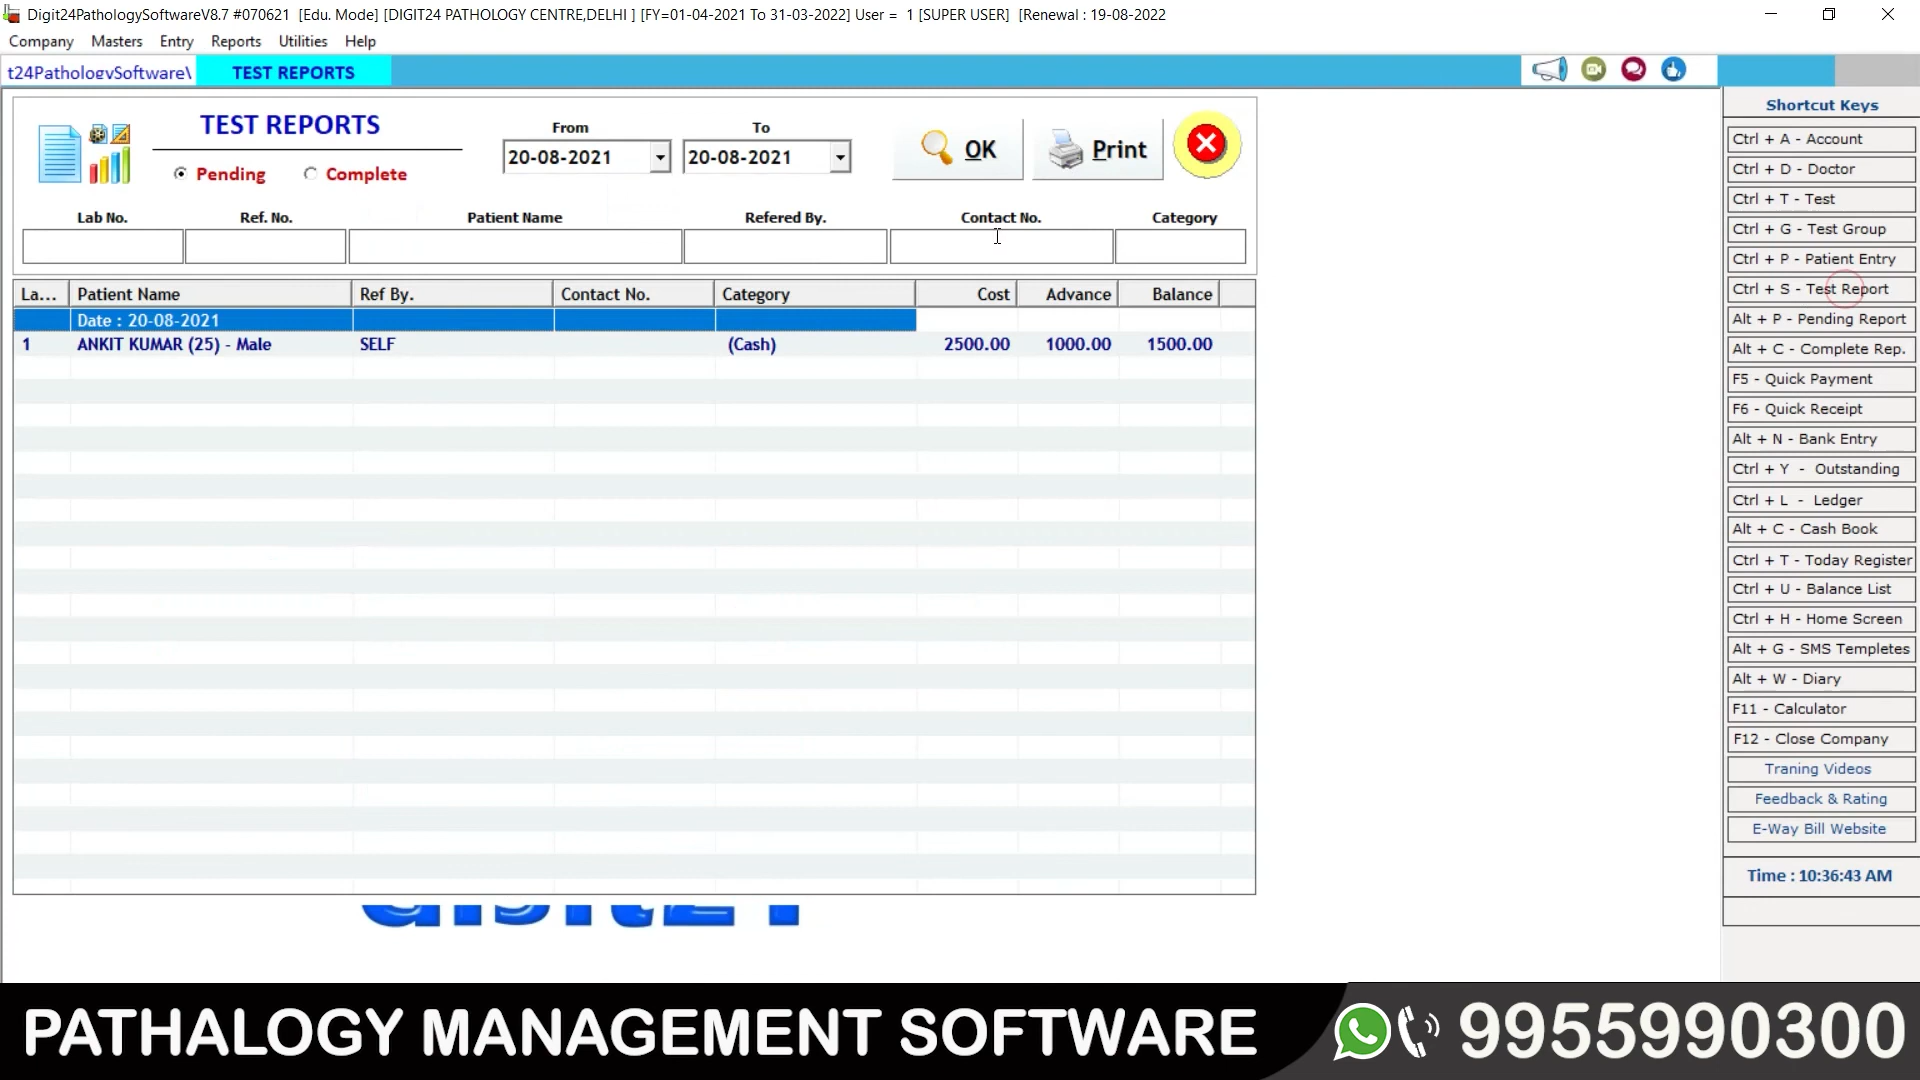 Digit24PathologySoftwareV8.7 #070621 [Edu. Mode] [DIGIT24 PATHOLOGY CENTRE,DELHI ] [FY=01-04-2021 To 31-03-2022] User = 1 [SUPER USER] [Renewal : 19-08-2022
Company Masters Entry Reports Utilities Help
t24PathologySoftware\ TEST REPORTS
TEST REPORTS
Pending Complete
From To
20-08-2021 20-08-2021
OK Print
Lab No. Ref. No. Patient Name Refered By. Contact No. Category
La... Patient Name Ref By. Contact No. Category Cost Advance Balance
Date : 20-08-2021
1 ANKIT KUMAR (25) - Male SELF (Cash) 2500.00 1000.00 1500.00
Shortcut Keys
Ctrl + A - Account
Ctrl + D - Doctor
Ctrl + T - Test
Ctrl + G - Test Group
Ctrl + P - Patient Entry
Ctrl + S - Test Report
Alt + P - Pending Report
Alt + C - Complete Rep.
F5 - Quick Payment
F6 - Quick Receipt
Alt + N - Bank Entry
Ctrl + Y - Outstanding
Ctrl + L - Ledger
Alt + C - Cash Book
Ctrl + T - Today Register
Ctrl + U - Balance List
Ctrl + H - Home Screen
Alt + G - SMS Templates
Alt + W - Diary
F11 - Calculator
F12 - Close Company
Traning Videos
Feedback & Rating
E-Way Bill Website
Time : 10:36:43 AM
PATHALOGY MANAGEMENT SOFTWARE 9955990300